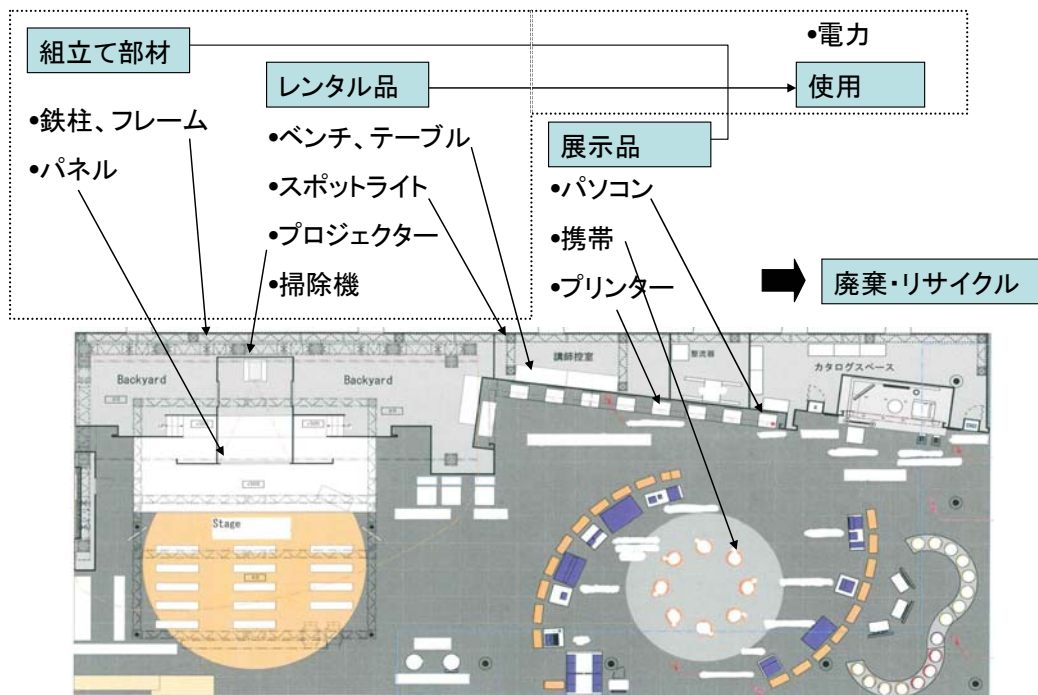 組立て部材
•鉄柱、フレーム
•パネル
レンタル品
•ベンチ、テーブル
•スポットライト
•プロジェクター
•掃除機
展示品
•パソコン
•携帯
•プリンター
•電力
使用
廃棄・リサイクル
Backyard
Backyard
講師控室
カタログスペース
Stage